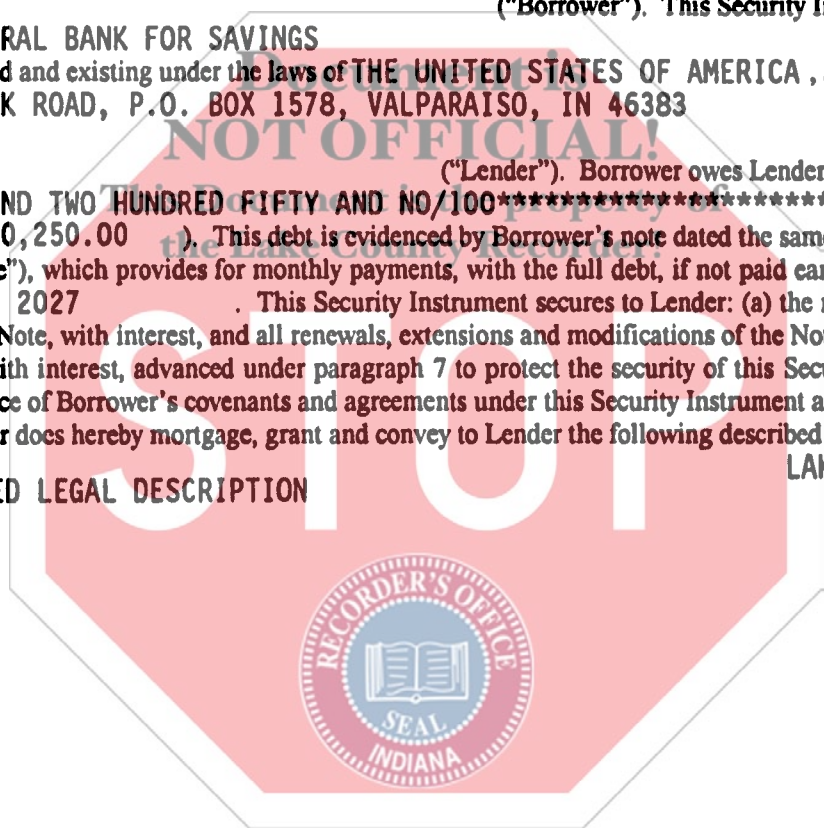 ("Borrower"). This Security I
RAL BANK FOR SAVINGS
d and existing under the laws of THE UNITED STATES OF AMERICA ,
K ROAD, P.O. BOX 1578, VALPARAISO, IN 46383
Document is
NOT OFFICIAL!
("Lender"). Borrower owes Lender
ND TWO HUNDRED FIFTY AND NO/100**********************
This Document is the property of
0,250.00 ). This debt is evidenced by Borrower's note dated the sam
the Lake County Recorder!
e"), which provides for monthly payments, with the full debt, if not paid ear
2027 . This Security Instrument secures to Lender: (a) the
Note, with interest, and all renewals, extensions and modifications of the No
ith interest, advanced under paragraph 7 to protect the security of this Secu
ce of Borrower's covenants and agreements under this Security Instrument a
r does hereby mortgage, grant and convey to Lender the following described
LAK
ED LEGAL DESCRIPTION
STOP
RECORDER'S OFFICE
SEAL
INDIANA